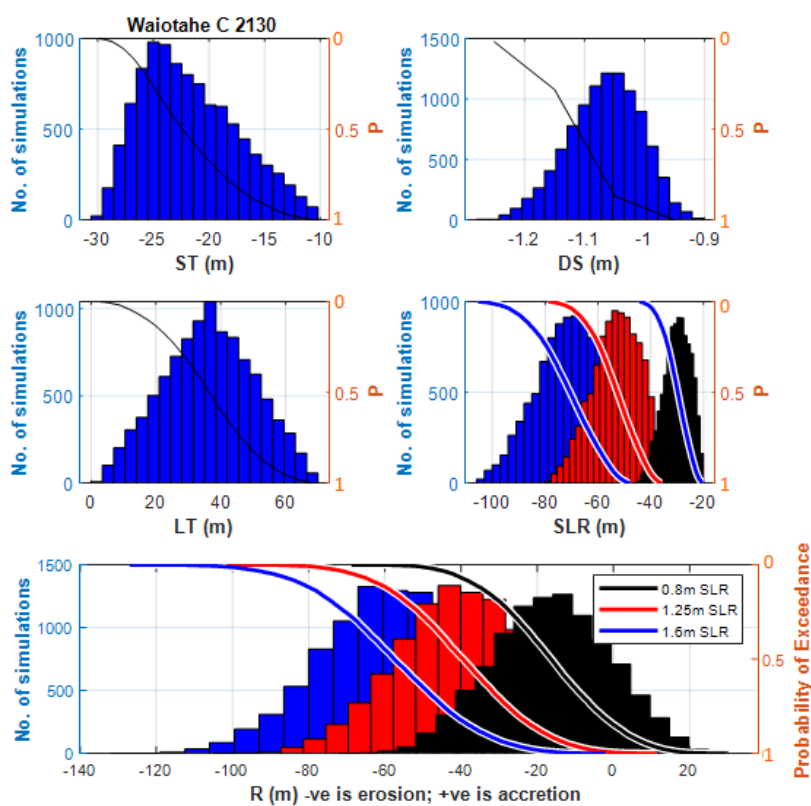 Waiotahe C 2130
1000
500
0
No. of simulations
0
0.5
1
P
-30 -25 -20 -15 -10
ST (m)
1500
1000
500
0
No. of simulations
0
0.5
1
P
-1.2 -1.1 -1 -0.9
DS (m)
1000
500
0
No. of simulations
0
0.5
1
P
0 20 40 60
LT (m)
1000
500
0
No. of simulations
0
0.5
1
P
-100 -80 -60 -40 -20
SLR (m)
1500
1000
500
0
No. of simulations
0
0.5
1
Probability of Exceedance
0.8m SLR
1.25m SLR
1.6m SLR
-140 -120 -100 -80 -60 -40 -20 0 20
R (m) -ve is erosion; +ve is accretion